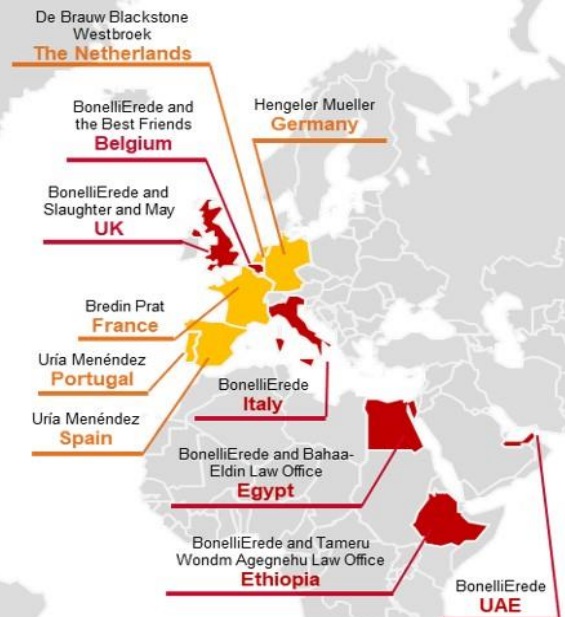 De Brauw Blackstone
Westbroek
The Netherlands
BonelliErede and
the Best Friends
Belgium
Hengeler Mueller
Germany
BonelliErede and
Slaughter and May
UK
Bredin Prat
France
Uría Menéndez
Portugal
BonelliErede
Italy
Uría Menéndez
Spain
BonelliErede and Bahaa-
Eldin Law Office
Egypt
BonelliErede and Tameru
Wondm Agegnehu Law Office
Ethiopia
BonelliErede
UAE